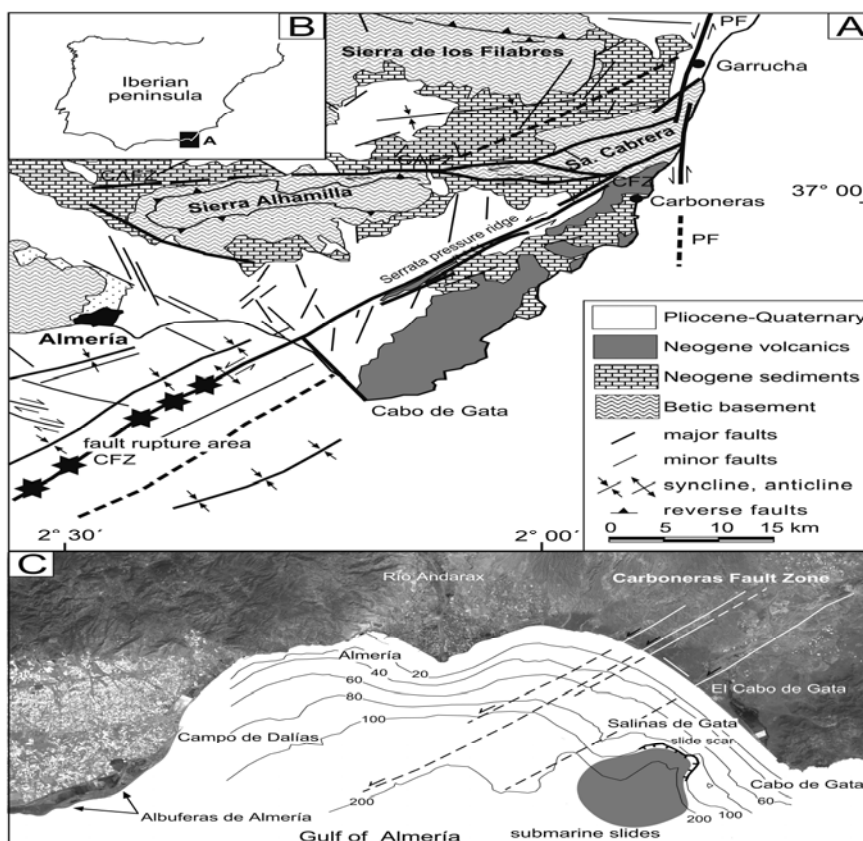 B
A
PF
Sierra de los Filabres
Garrucha
Iberian
peninsula
A
Sa. Cabrera
CAFZ
CAFZ
CFZ
Sierra Alhamilla
37° 00
Carboneras
Serrata pressure ridge
PF
Almería
Pliocene-Quaternary
Neogene volcanics
Neogene sediments
Betic basement
major faults
minor faults
syncline, anticline
reverse faults
0 5 10 15 km
Cabo de Gata
fault rupture area
CFZ
2° 30´
2° 00´
C
Río Andarax
Carboneras Fault Zone
Almería
20
40
60
80
100
El Cabo de Gata
Campo de Dalías
Salinas de Gata
slide scar
200
Cabo de Gata
60
100
200
Albuferas de Almería
Gulf of Almería
submarine slides